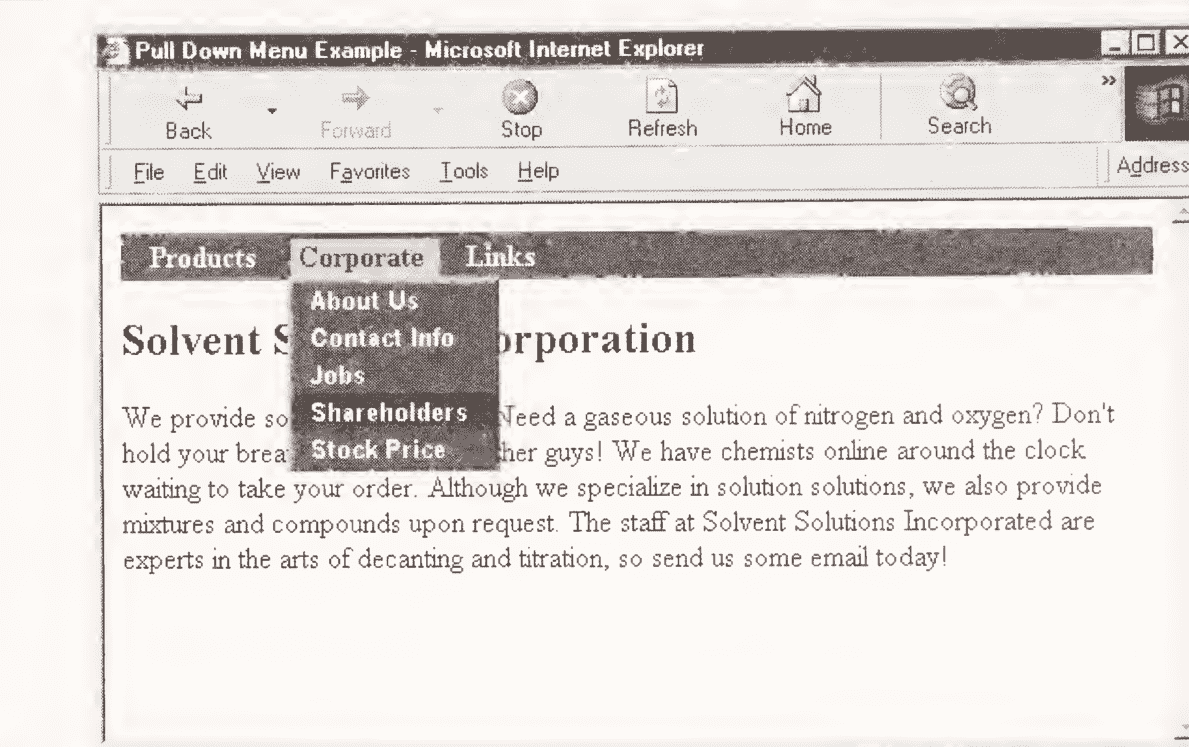 Pull Down Menu Example - Microsoft Internet Explorer
Back Forward Stop Refresh Home Search »
File Edit View Favorites Tools Help Address
Products Corporate Links
About Us
Contact Info
Jobs
Shareholders
Stock Price
Solvent S orporation
We provide so Need a gaseous solution of nitrogen and oxygen? Don't
hold your brea her guys! We have chemists online around the clock
waiting to take your order. Although we specialize in solution solutions, we also provide
mixtures and compounds upon request. The staff at Solvent Solutions Incorporated are
experts in the arts of decanting and titration, so send us some email today!